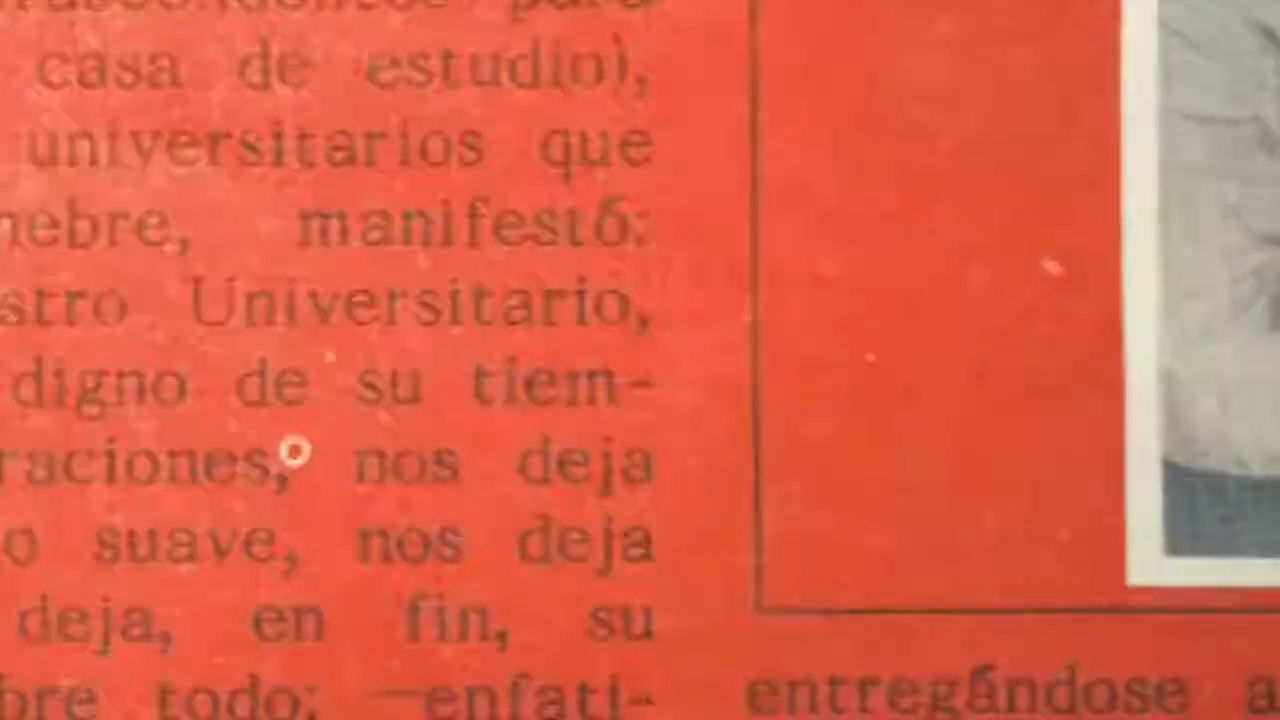 casa de estudio),
universitarios que
nebre, manifestó:
stro Universitario,
digno de su tiem-
raciones, nos deja
o suave, nos deja
deja, en fin, su
bre todo: —enfati-
entregándose a